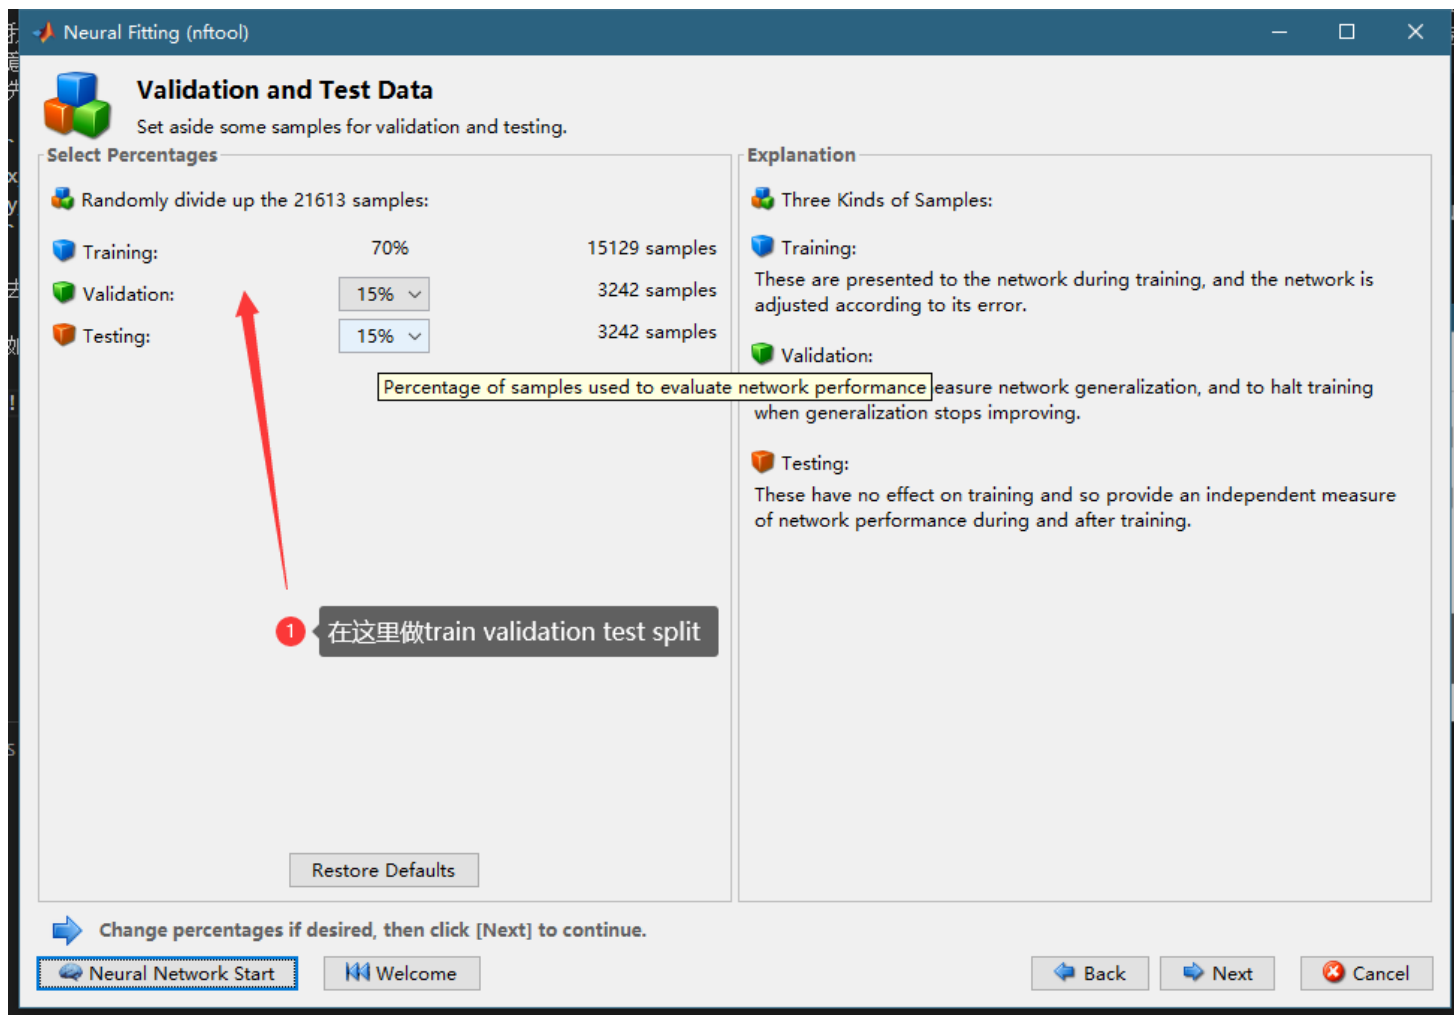 Neural Fitting (nftool)
Validation and Test Data
Set aside some samples for validation and testing.
Select Percentages
Randomly divide up the 21613 samples:
Training: 70% 15129 samples
Validation: 15% 3242 samples
Testing: 15% 3242 samples
Percentage of samples used to evaluate network performance
在这里做train validation test split
1
Restore Defaults
Explanation
Three Kinds of Samples:
Training:
These are presented to the network during training, and the network is
adjusted according to its error.
Validation:
easure network generalization, and to halt training
when generalization stops improving.
Testing:
These have no effect on training and so provide an independent measure
of network performance during and after training.
Change percentages if desired, then click [Next] to continue.
Neural Network Start
Welcome
Back
Next
Cancel